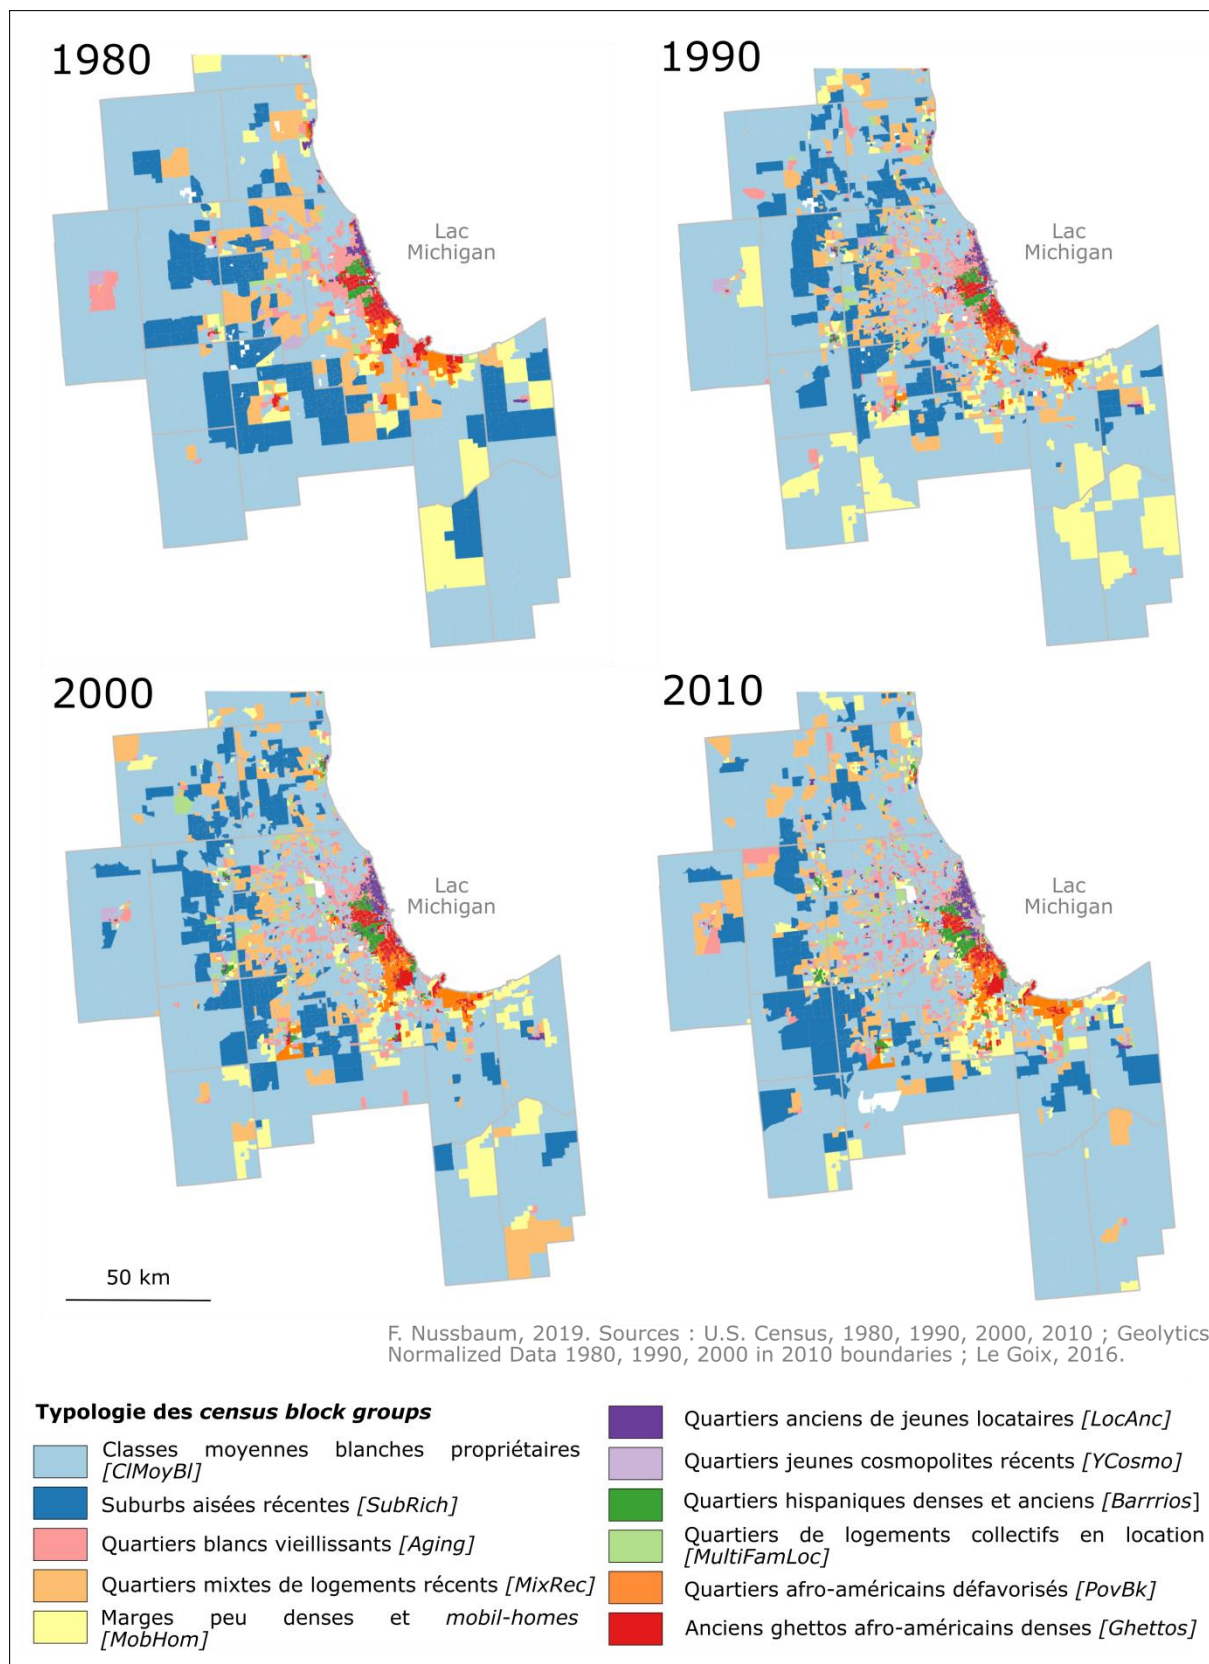 1980
1990
Lac
Michigan
Lac
Michigan
2000
2010
Lac
Michigan
Lac
Michigan
50 km
F. Nussbaum, 2019. Sources : U.S. Census, 1980, 1990, 2000, 2010 ; Geolytics
Normalized Data 1980, 1990, 2000 in 2010 boundaries ; Le Goix, 2016.
Typologie des census block groups
Classes moyennes blanches propriétaires
[ClMoyBl]
Suburbs aisées récentes [SubRich]
Quartiers blancs vieillissants [Aging]
Quartiers mixtes de logements récents [MixRec]
Marges peu denses et mobil-homes
[MobHom]
Quartiers anciens de jeunes locataires [LocAnc]
Quartiers jeunes cosmopolites récents [YCosmo]
Quartiers hispaniques denses et anciens [Barrrios]
Quartiers de logements collectifs en location
[MultiFamLoc]
Quartiers afro-américains défavorisés [PovBk]
Anciens ghettos afro-américains denses [Ghettos]